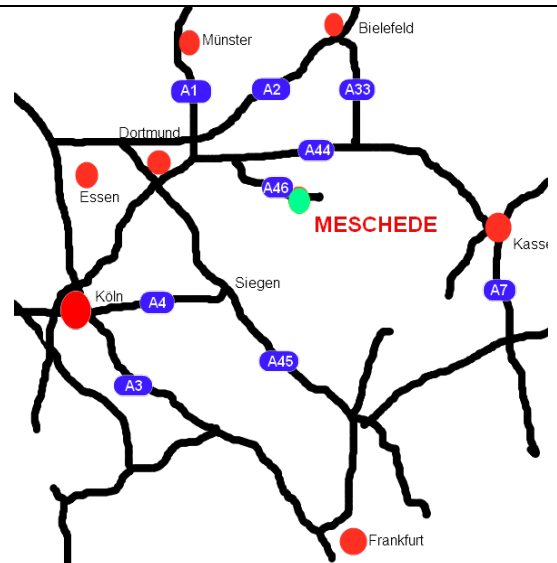 Bielefeld
Münster
A1
A2
A33
Dortmund
A44
Essen
A46
MESCHEDE
Kasse
Siegen
Köln
A4
A7
A45
A3
Frankfurt